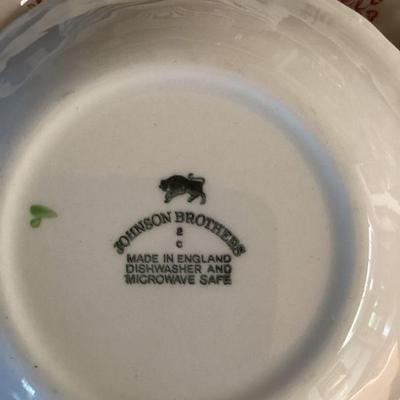 JOHNSON BROTHERS
2
C
MADE IN ENGLAND
DISHWASHER AND
MICROWAVE SAFE